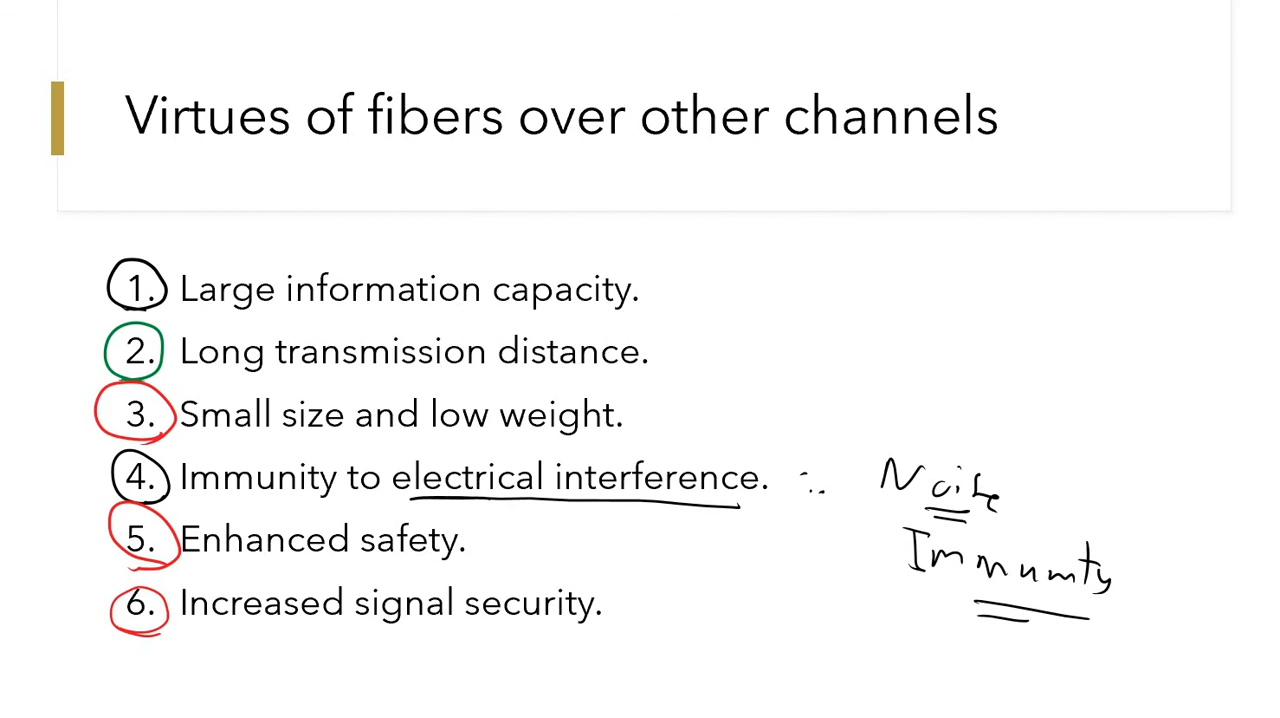 Virtues of fibers over other channels
1. Large information capacity.
2. Long transmission distance.
3. Small size and low weight.
4. Immunity to electrical interference. ∴ Noise
Immunity
5. Enhanced safety.
6. Increased signal security.